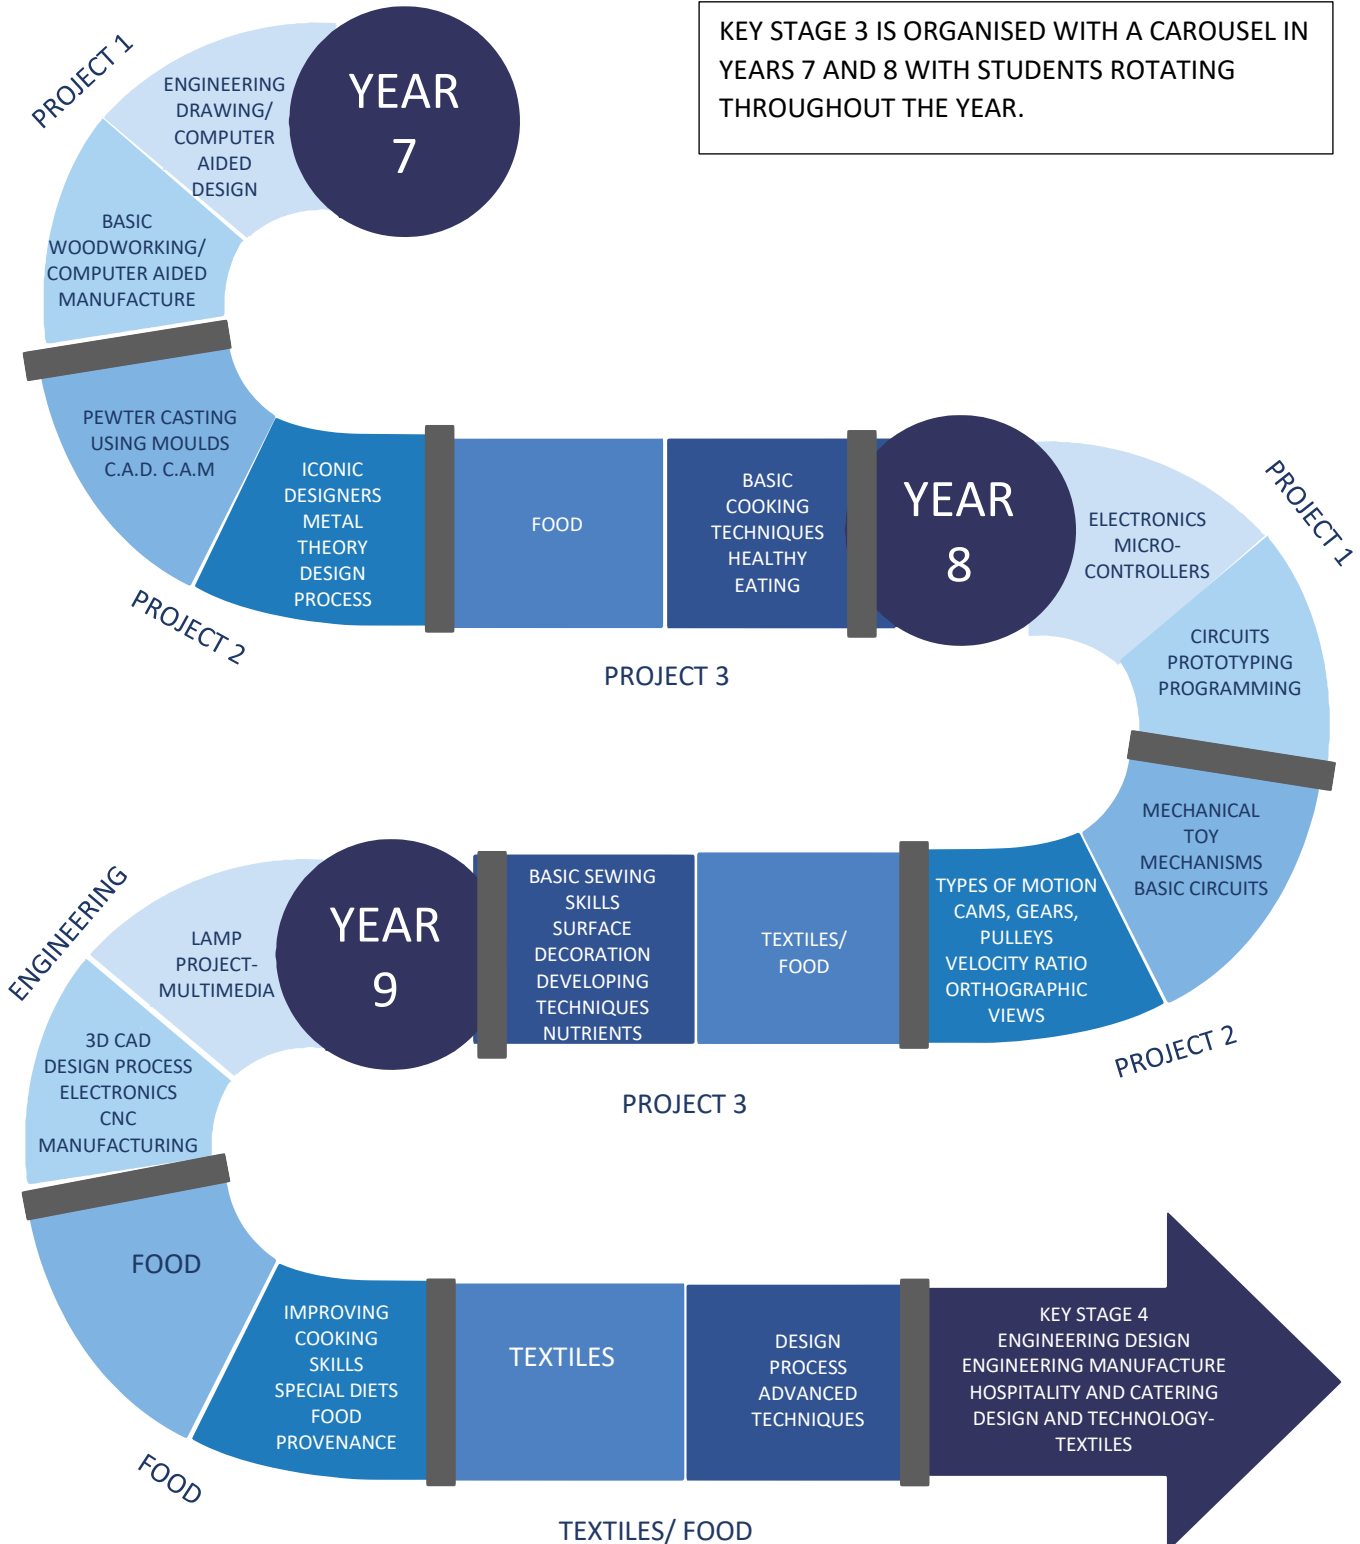 KEY STAGE 3 IS ORGANISED WITH A CAROUSEL IN
YEARS 7 AND 8 WITH STUDENTS ROTATING
THROUGHOUT THE YEAR.
YEAR
7
PROJECT 1
ENGINEERING
DRAWING/
COMPUTER
AIDED
DESIGN
BASIC
WOODWORKING/
COMPUTER AIDED
MANUFACTURE
PEWTER CASTING
USING MOULDS
C.A.D. C.A.M
PROJECT 2
ICONIC
DESIGNERS
METAL
THEORY
DESIGN
PROCESS
FOOD
BASIC
COOKING
TECHNIQUES
HEALTHY
EATING
PROJECT 3
YEAR
8
PROJECT 1
ELECTRONICS
MICRO-
CONTROLLERS
CIRCUITS
PROTOTYPING
PROGRAMMING
MECHANICAL
TOY
MECHANISMS
BASIC CIRCUITS
TYPES OF MOTION
CAMS, GEARS,
PULLEYS
VELOCITY RATIO
ORTHOGRAPHIC
VIEWS
PROJECT 2
TEXTILES/
FOOD
BASIC SEWING
SKILLS
SURFACE
DECORATION
DEVELOPING
TECHNIQUES
NUTRIENTS
PROJECT 3
YEAR
9
ENGINEERING
LAMP
PROJECT-
MULTIMEDIA
3D CAD
DESIGN PROCESS
ELECTRONICS
CNC
MANUFACTURING
FOOD
IMPROVING
COOKING
SKILLS
SPECIAL DIETS
FOOD
PROVENANCE
FOOD
TEXTILES
DESIGN
PROCESS
ADVANCED
TECHNIQUES
TEXTILES/ FOOD
KEY STAGE 4
ENGINEERING DESIGN
ENGINEERING MANUFACTURE
HOSPITALITY AND CATERING
DESIGN AND TECHNOLOGY-
TEXTILES